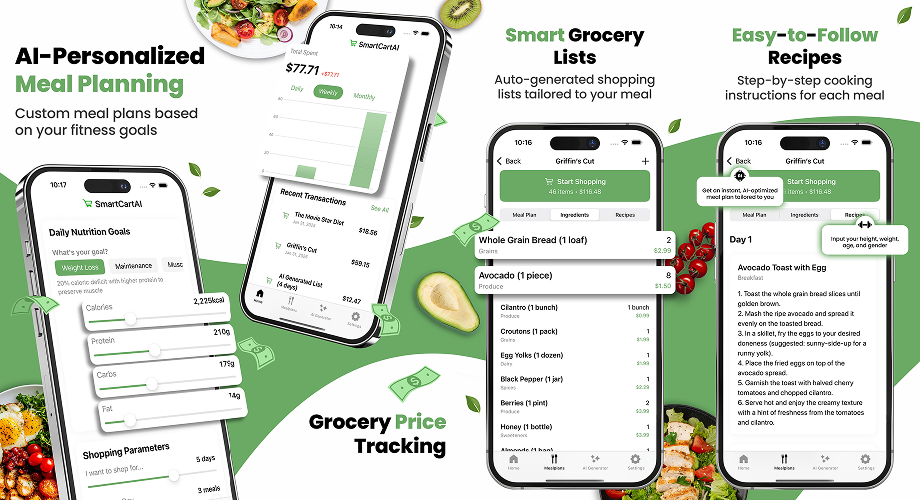 AI-Personalized
Meal Planning
Custom meal plans based
on your fitness goals
10:17
SmartCartAI
Daily Nutrition Goals
What's your goal?
Weight Loss
Maintenance
Musc
20% caloric deficit with higher protein to
preserve muscle
Calories
2,225kcal
Protein
210g
Carbs
Fat
14g
Shopping Parameters
I want to shop for...
5 days
3 meals
10:14
SmartCartAI
Total Spent
$77.71 +$77.71
Daily
Weekly
Monthly
Recent Transactions
See All
The Movie Star Diet
$18.56
Griffin's Cut
$59.15
AI-Generated List
(4 days)
$12.47
Home
Mealplans
AI Generator
Settings
Grocery Price
Tracking
Smart Grocery
Lists
Auto-generated shopping
lists tailored to your meal
10:16
Back
Griffin's Cut
+
Start Shopping
46 items • $116.48
Meal Plan
Ingredients
Recipes
Whole Grain Bread (1 loaf)
2
Grains
$2.99
Avocado (1 piece)
8
Produce
$1.50
Cilantro (1 bunch)
1 bunch
Produce
$0.99
Croutons (1 pack)
1
Grains
$1.99
Egg Yolks (1 dozen)
1
Dairy
$1.99
Black Pepper (1 jar)
1
Spices
$2.29
Berries (1 pint)
2
Produce
$3.99
Honey (1 bottle)
1
Sweeteners
$3.99
Almonds (1 bag)
Home
Mealplans
AI Generator
Settings
Easy-to-Follow
Recipes
Step-by-step cooking
instructions for each meal
10:16
Back
Griffin's Cut
Start Shopping
items • $116.48
Get an instant, AI-optimized
meal plan tailored to you
Meal Plan
Ingredients
Recipes
Input your height, weight,
age, and gender
Day 1
Avocado Toast with Egg
Breakfast
1. Toast the whole grain bread slices until
golden brown.
2. Mash the ripe avocado and spread it
evenly on the toasted bread.
3. In a skillet, fry the eggs to your desired
doneness (suggested: sunny-side-up for a
runny yolk).
4. Place the fried eggs on top of the
avocado spread.
5. Garnish the toast with halved cherry
tomatoes and chopped cilantro.
6. Serve hot and enjoy the creamy texture
with a hint of freshness from the tomatoes
and cilantro.
Home
Mealplans
AI Generator
Settings